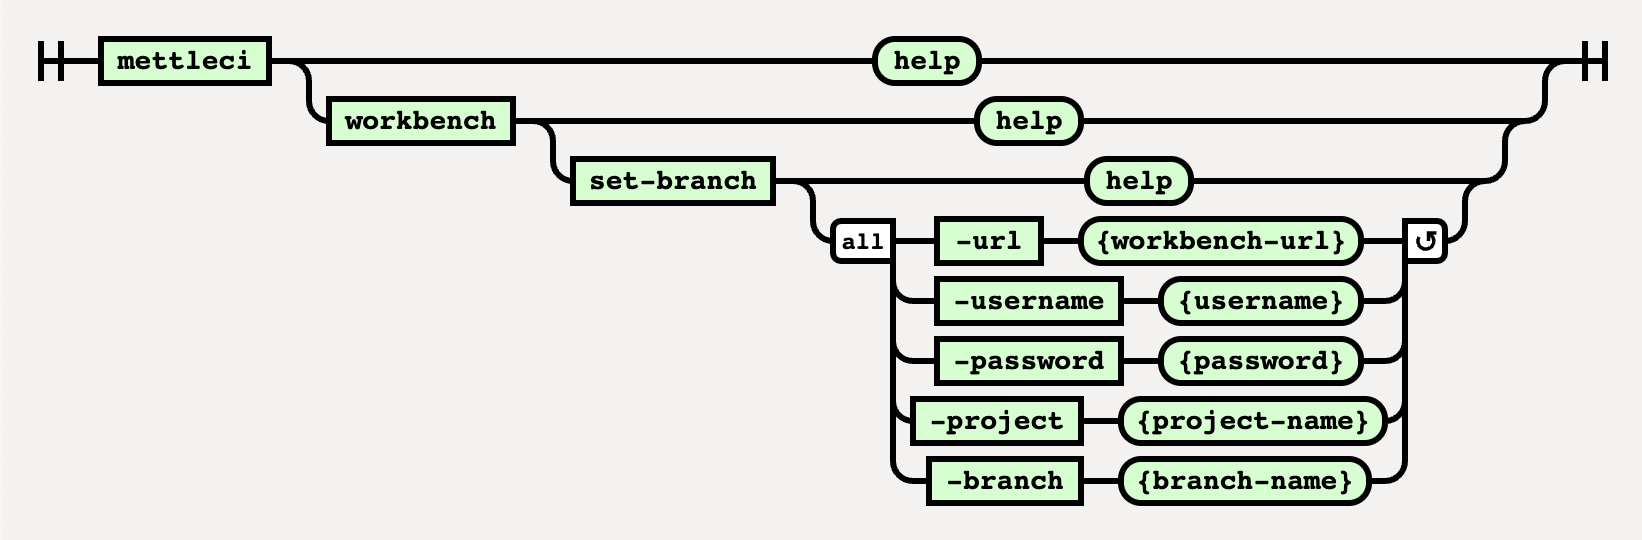 mettleci help
workbench help
set-branch help
all -url {workbench-url} ↺
-username {username}
-password {password}
-project {project-name}
-branch {branch-name}